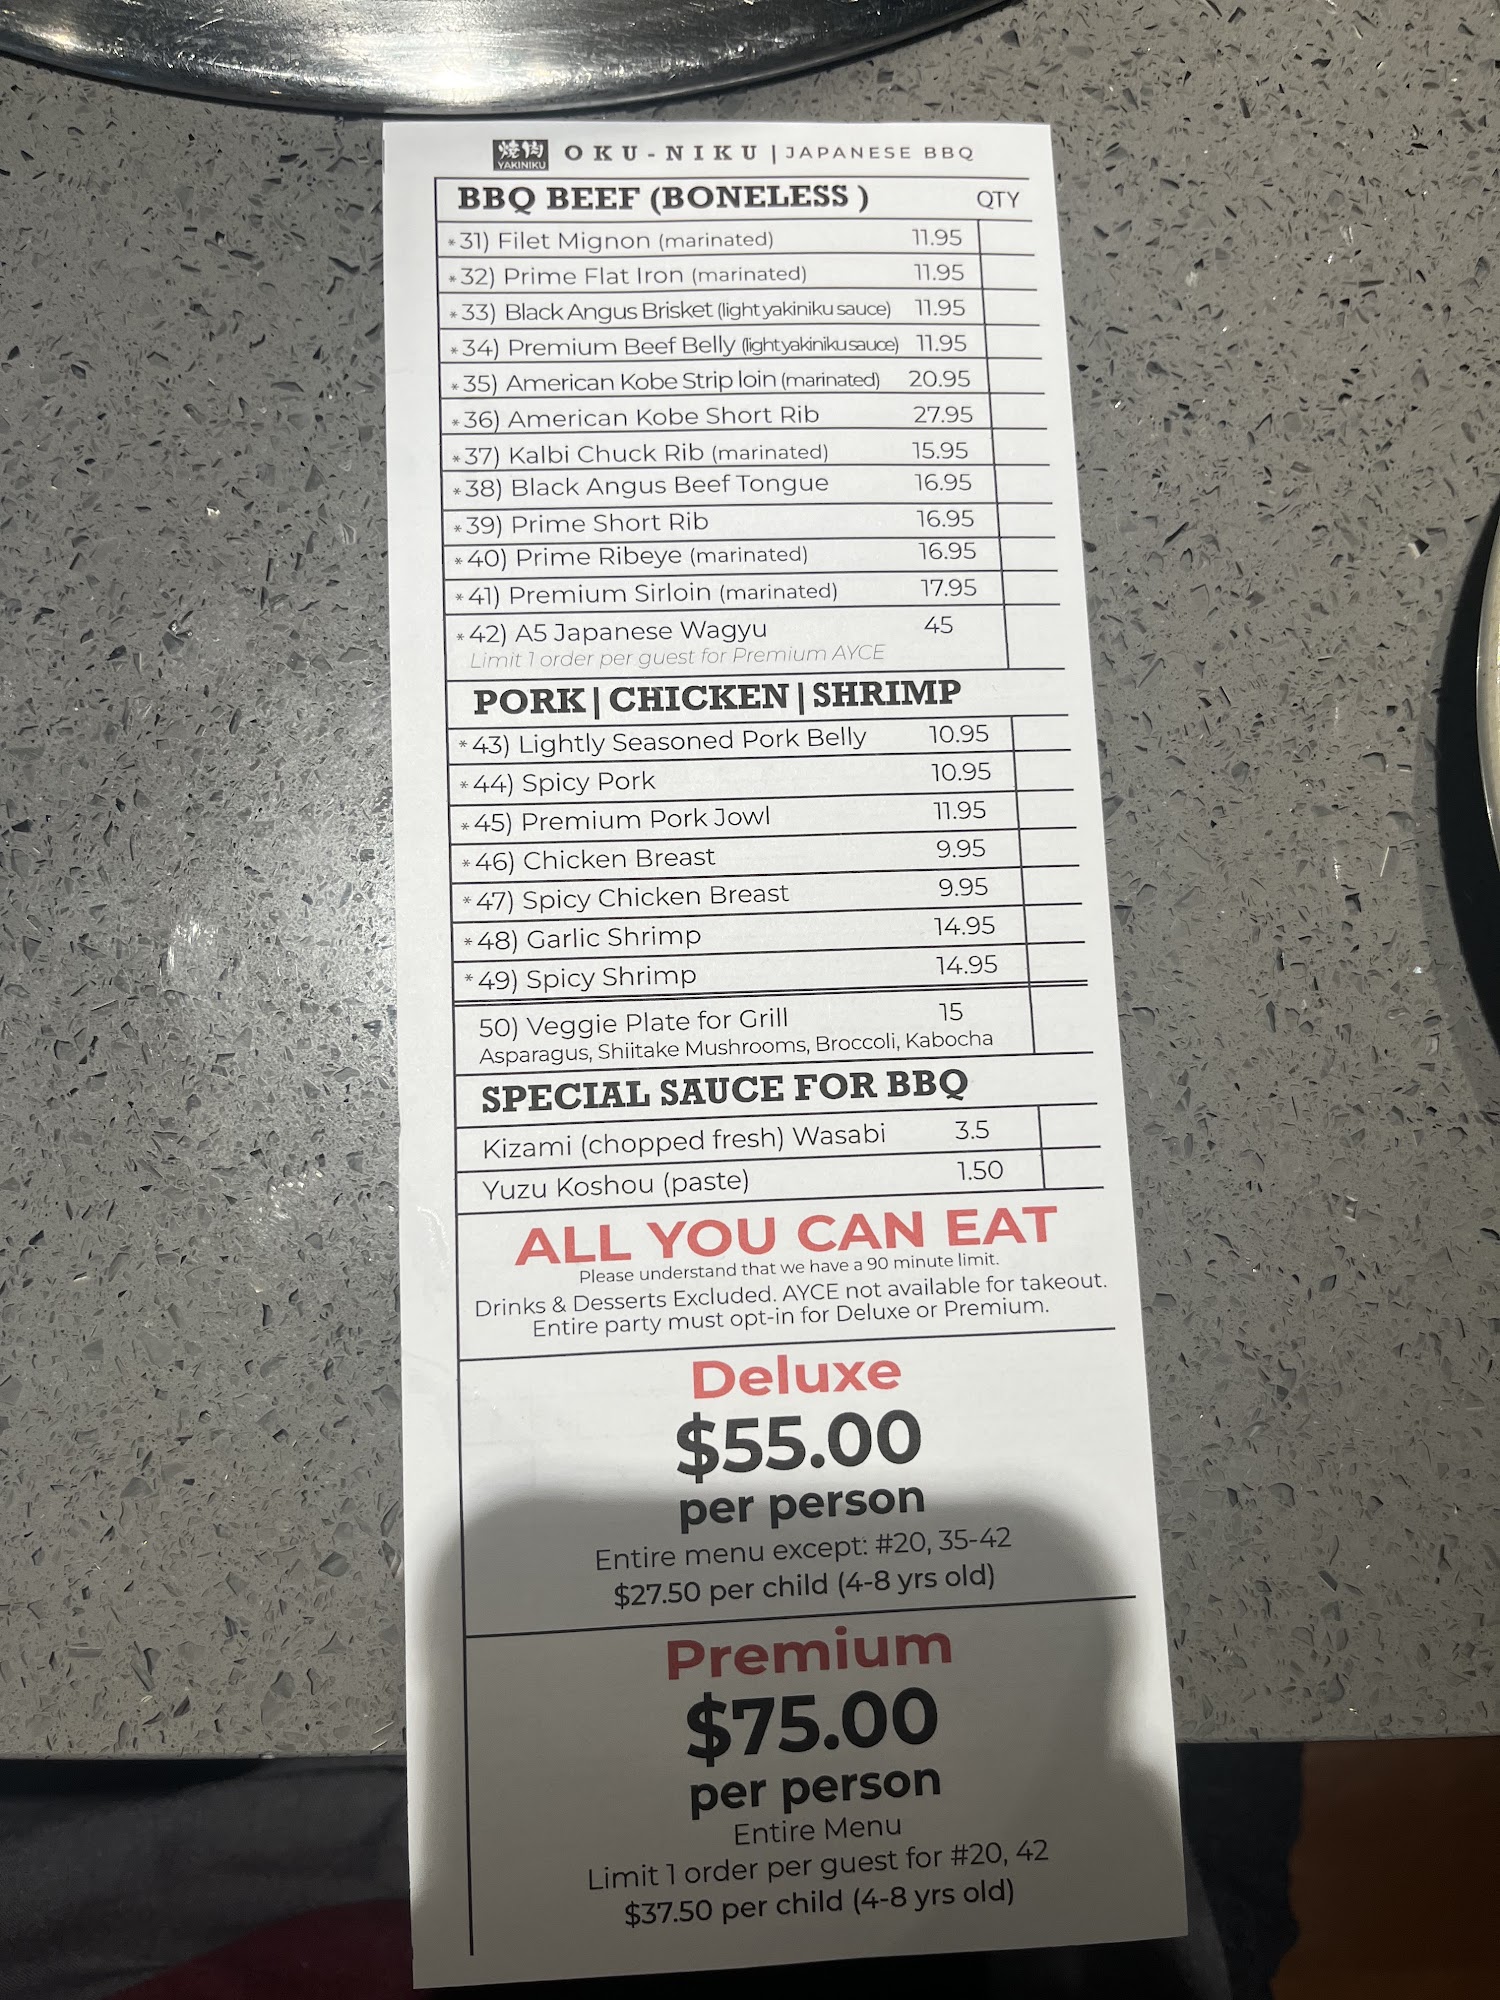 焼肉 OKU-NIKU | JAPANESE BBQ
YAKINIKU
BBQ BEEF (BONELESS ) QTY
*31) Filet Mignon (marinated) 11.95
*32) Prime Flat Iron (marinated) 11.95
*33) Black Angus Brisket (light yakiniku sauce) 11.95
*34) Premium Beef Belly (light yakiniku sauce) 11.95
*35) American Kobe Strip loin (marinated) 20.95
*36) American Kobe Short Rib 27.95
*37) Kalbi Chuck Rib (marinated) 15.95
*38) Black Angus Beef Tongue 16.95
*39) Prime Short Rib 16.95
*40) Prime Ribeye (marinated) 16.95
*41) Premium Sirloin (marinated) 17.95
*42) A5 Japanese Wagyu 45
Limit 1 order per guest for Premium AYCE
PORK | CHICKEN | SHRIMP
*43) Lightly Seasoned Pork Belly 10.95
*44) Spicy Pork 10.95
*45) Premium Pork Jowl 11.95
*46) Chicken Breast 9.95
*47) Spicy Chicken Breast 9.95
*48) Garlic Shrimp 14.95
*49) Spicy Shrimp 14.95
50) Veggie Plate for Grill 15
Asparagus, Shiitake Mushrooms, Broccoli, Kabocha
SPECIAL SAUCE FOR BBQ
Kizami (chopped fresh) Wasabi 3.5
Yuzu Koshou (paste) 1.50
ALL YOU CAN EAT
Please understand that we have a 90 minute limit.
Drinks & Desserts Excluded. AYCE not available for takeout.
Entire party must opt-in for Deluxe or Premium.
Deluxe
$55.00
per person
Entire menu except: #20, 35-42
$27.50 per child (4-8 yrs old)
Premium
$75.00
per person
Entire Menu
Limit 1 order per guest for #20, 42
$37.50 per child (4-8 yrs old)